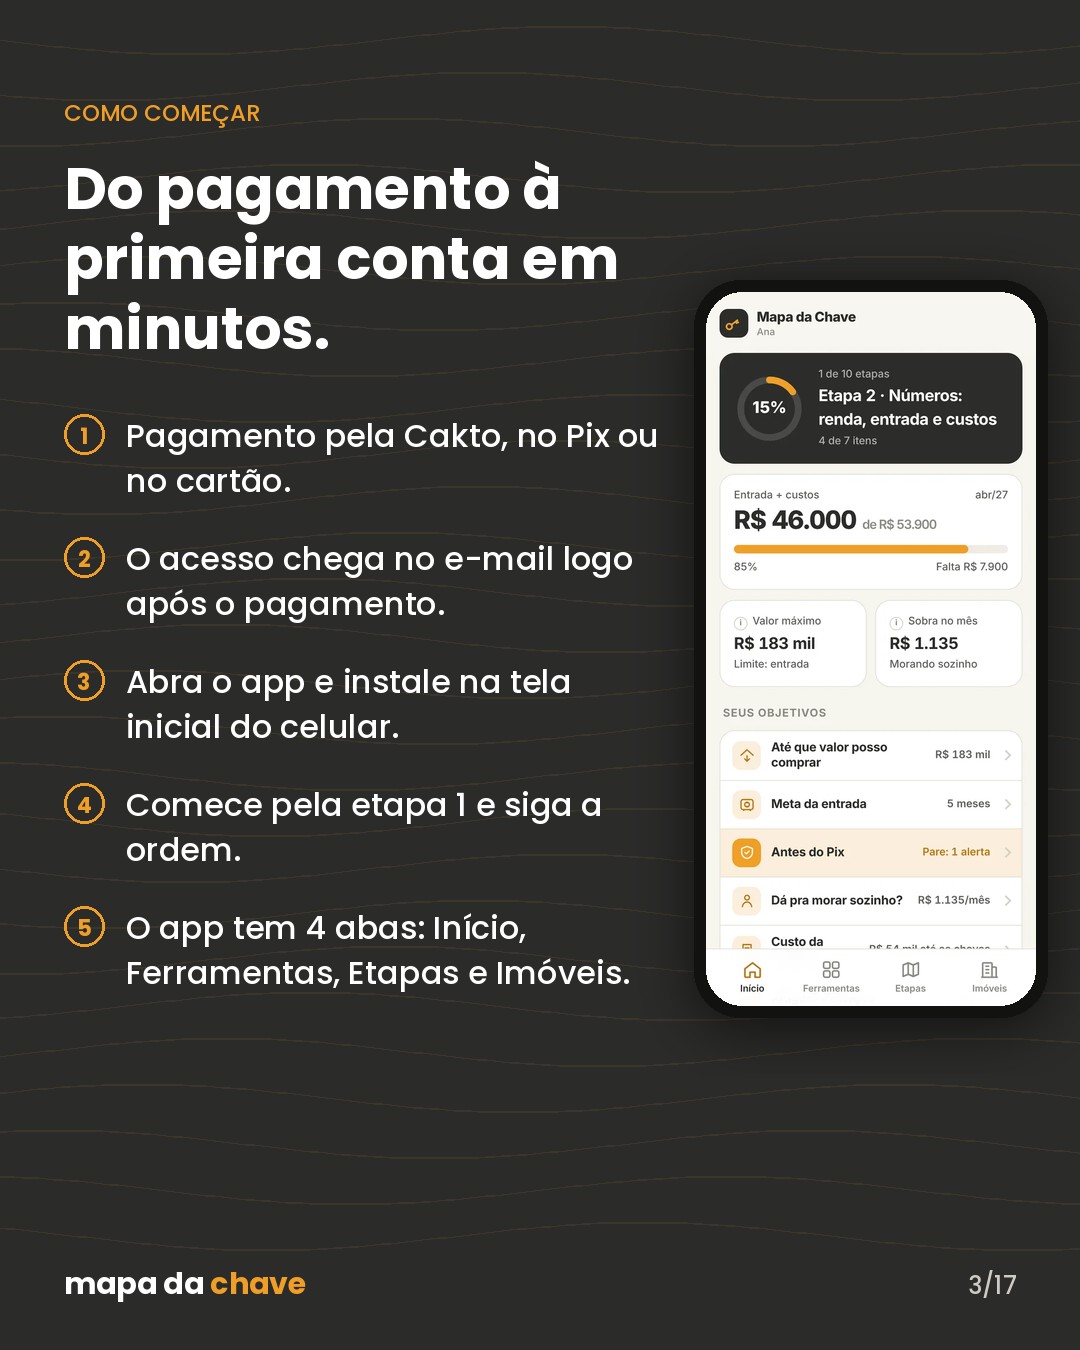 COMO COMEÇAR
Do pagamento à
primeira conta em
minutos.
1 Pagamento pela Cakto, no Pix ou
no cartão.
2 O acesso chega no e-mail logo
após o pagamento.
3 Abra o app e instale na tela
inicial do celular.
4 Comece pela etapa 1 e siga a
ordem.
5 O app tem 4 abas: Início,
Ferramentas, Etapas e Imóveis.
Mapa da Chave
Ana
15%
1 de 10 etapas
Etapa 2 · Números:
renda, entrada e custos
4 de 7 itens
Entrada + custos abr/27
R$ 46.000 de R$ 53.900
85% Falta R$ 7.900
Valor máximo
R$ 183 mil
Limite: entrada
Sobra no mês
R$ 1.135
Morando sozinho
SEUS OBJETIVOS
Até que valor posso
comprar R$ 183 mil
Meta da entrada 5 meses
Antes do Pix Pare: 1 alerta
Dá pra morar sozinho? R$ 1.135/mês
Custo da
Início Ferramentas Etapas Imóveis
mapa da chave 3/17